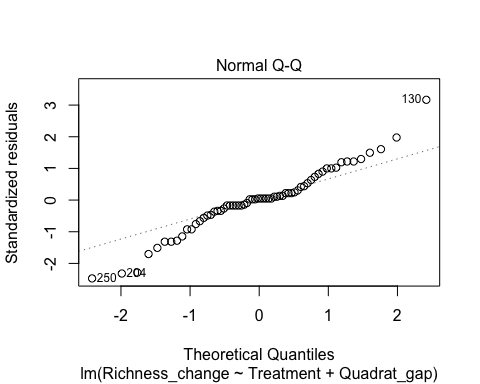 Normal Q-Q
3
2
1
0
-1
-2
Standardized residuals
130
250
204
-2 -1 0 1 2
Theoretical Quantiles
lm(Richness_change ~ Treatment + Quadrat_gap)